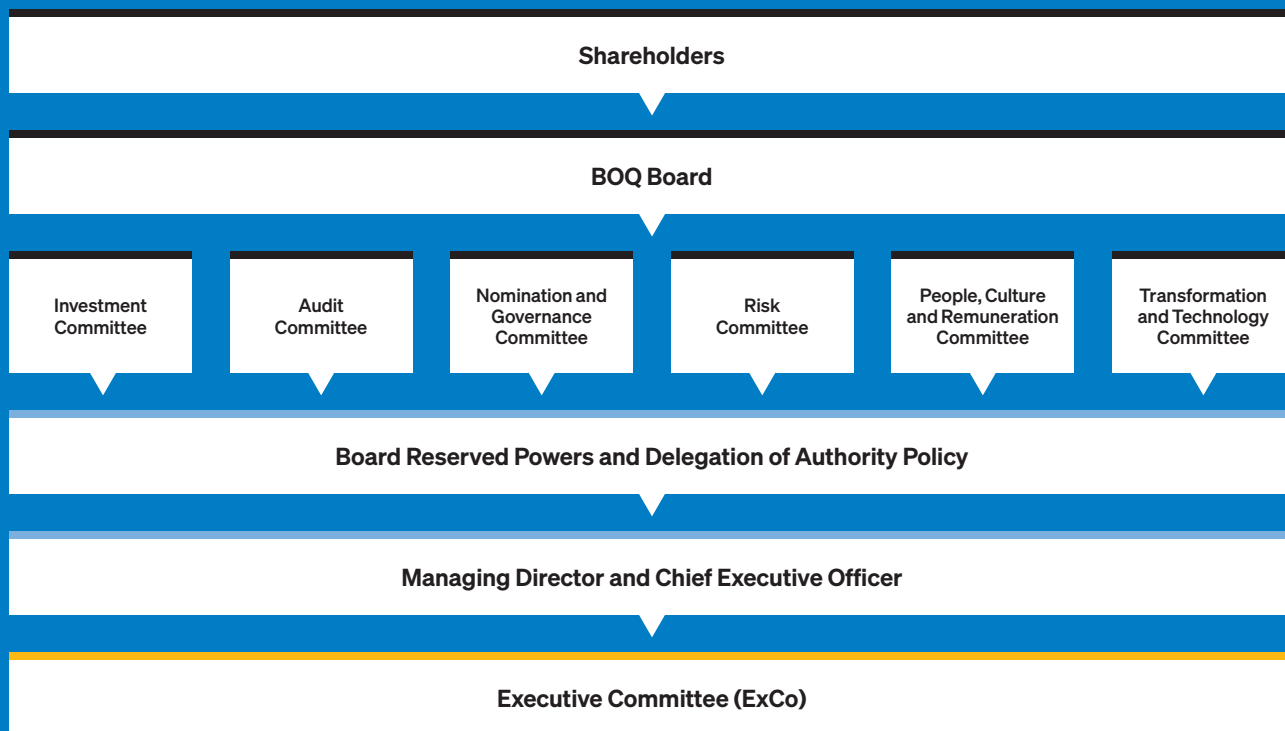 Shareholders
BOQ Board
Investment
Committee
Audit
Committee
Nomination and
Governance
Committee
Risk
Committee
People, Culture
and Remuneration
Committee
Transformation
and Technology
Committee
Board Reserved Powers and Delegation of Authority Policy
Managing Director and Chief Executive Officer
Executive Committee (ExCo)